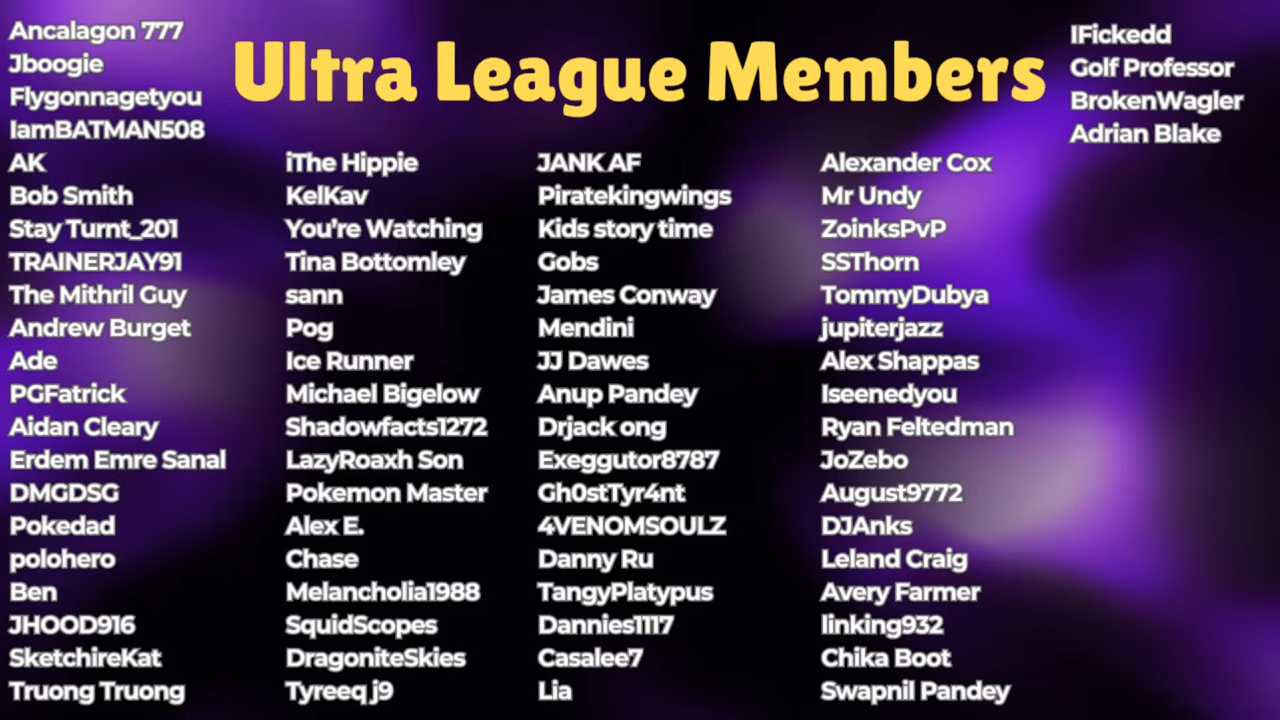 Ultra League Members
Ancalagon 777
Jboogie
Flygonnagetyou
IamBATMAN508
AK
Bob Smith
Stay Turnt_201
TRAINERJAY91
The Mithril Guy
Andrew Burget
Ade
PGFatrick
Aidan Cleary
Erdem Emre Sanal
DMGDSG
Pokedad
polohero
Ben
JHOOD916
SketchireKat
Truong Truong
iThe Hippie
KelKav
You're Watching
Tina Bottomley
sann
Pog
Ice Runner
Michael Bigelow
Shadowfacts1272
LazyRoaxh Son
Pokemon Master
Alex E.
Chase
Melancholia1988
SquidScopes
DragoniteSkies
Tyreeq j9
JANK AF
Piratekingwings
Kids story time
Gobs
James Conway
Mendini
JJ Dawes
Anup Pandey
Drjack ong
Exeggutor8787
Gh0stTyr4nt
4VENOMSOULZ
Danny Ru
TangyPlatypus
Dannies1117
Casalee7
Lia
Alexander Cox
Mr Undy
ZoinksPvP
SSThorn
TommyDubya
jupiterjazz
Alex Shappas
Iseenedyou
Ryan Feltedman
JoZebo
August9772
DJAnks
Leland Craig
Avery Farmer
linking932
Chika Boot
Swapnil Pandey
IFickedd
Golf Professor
BrokenWagler
Adrian Blake